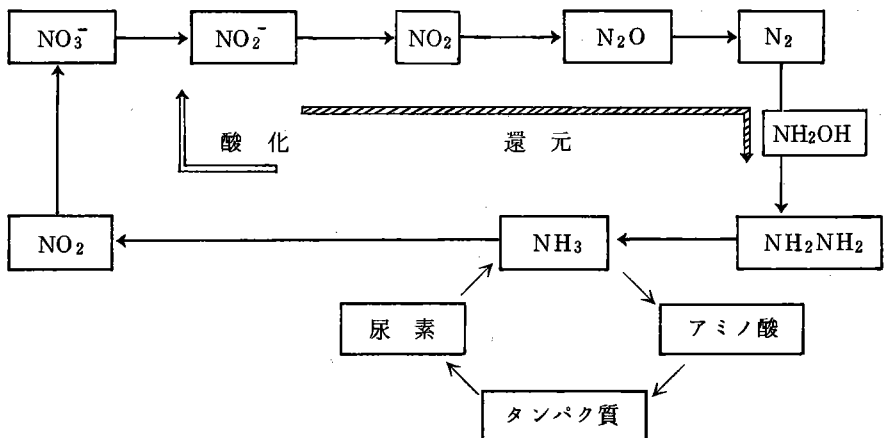 NO₃⁻ NO₂⁻ NO₂ N₂O N₂
酸化 還元 NH₂OH
NO₂ NH₃ NH₂NH₂
尿素 アミノ酸
タンパク質